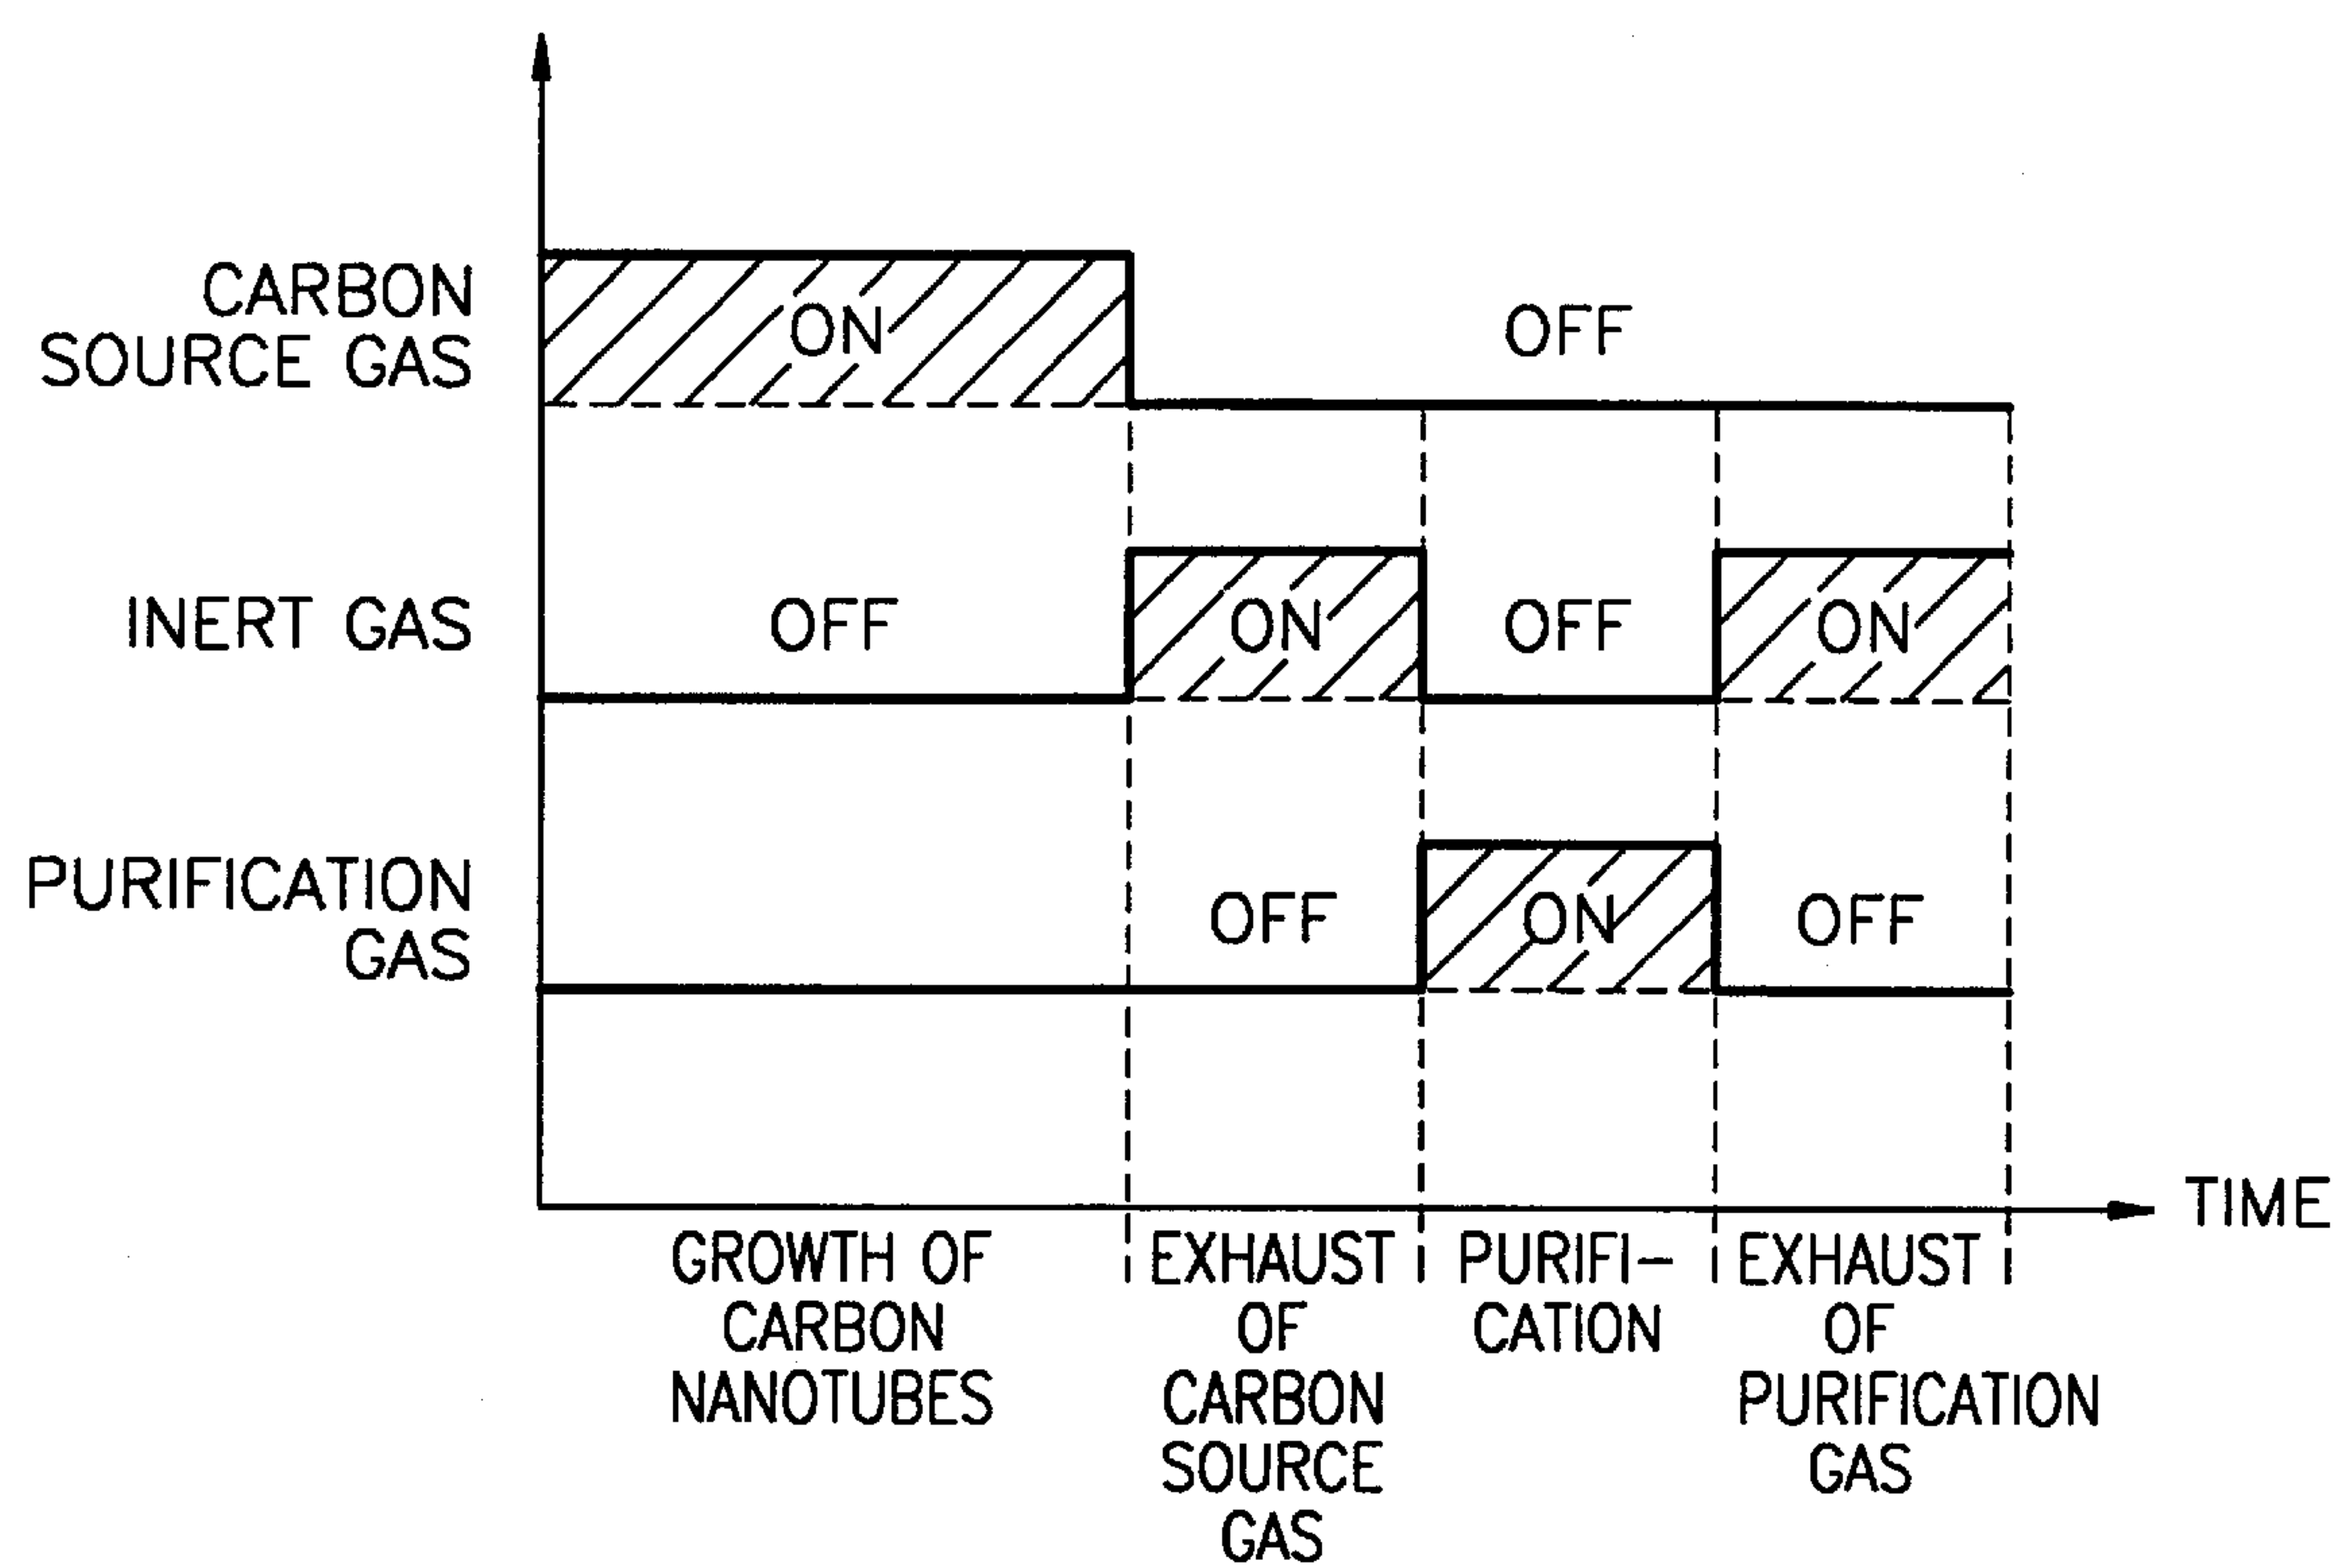 CARBON
SOURCE GAS
ON
OFF
INERT GAS
OFF
ON
OFF
ON
PURIFICATION
GAS
OFF
ON
OFF
TIME
GROWTH OF
CARBON
NANOTUBES
EXHAUST
OF
CARBON
SOURCE
GAS
PURIFI-
CATION
EXHAUST
OF
PURIFICATION
GAS